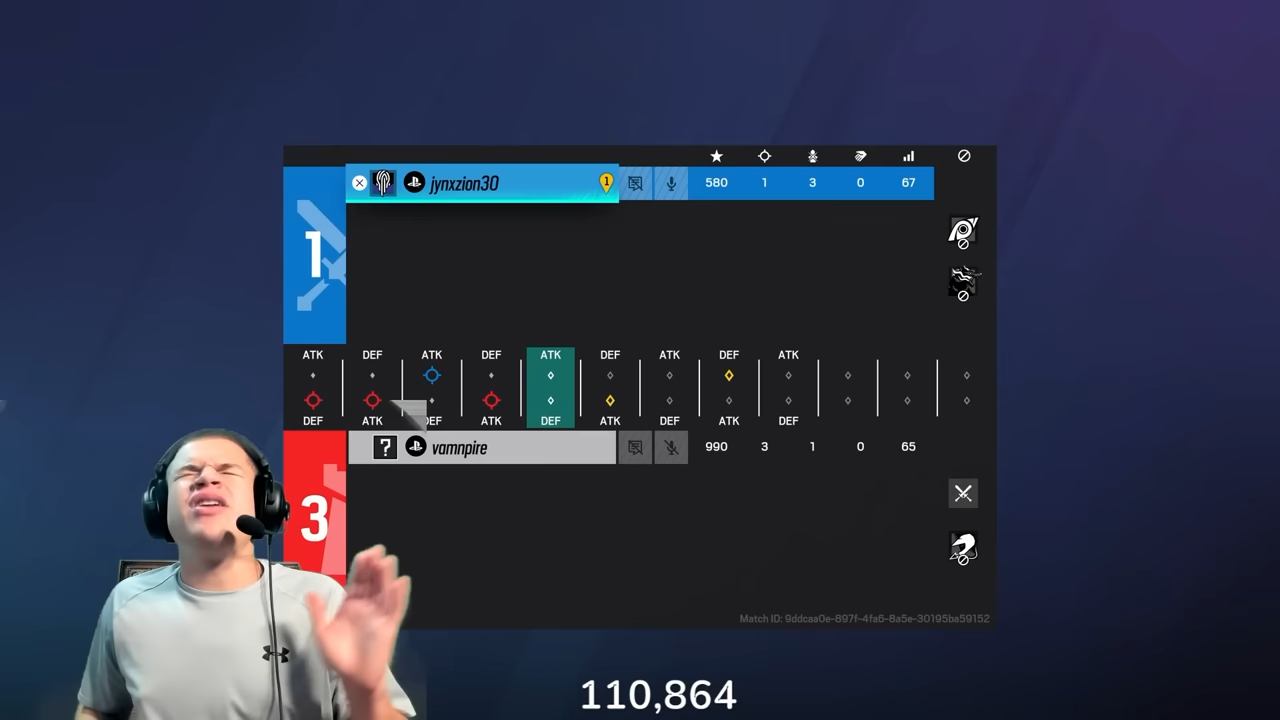 jynxzion30 1 580 1 3 0 67
1
ATK DEF ATK DEF ATK DEF ATK DEF ATK
DEF ATK DEF ATK DEF ATK DEF ATK DEF
? vamnpire 990 3 1 0 65
3
Match ID: 9ddcaa0e-897f-4fa6-8a5e-30195ba59152
110,864